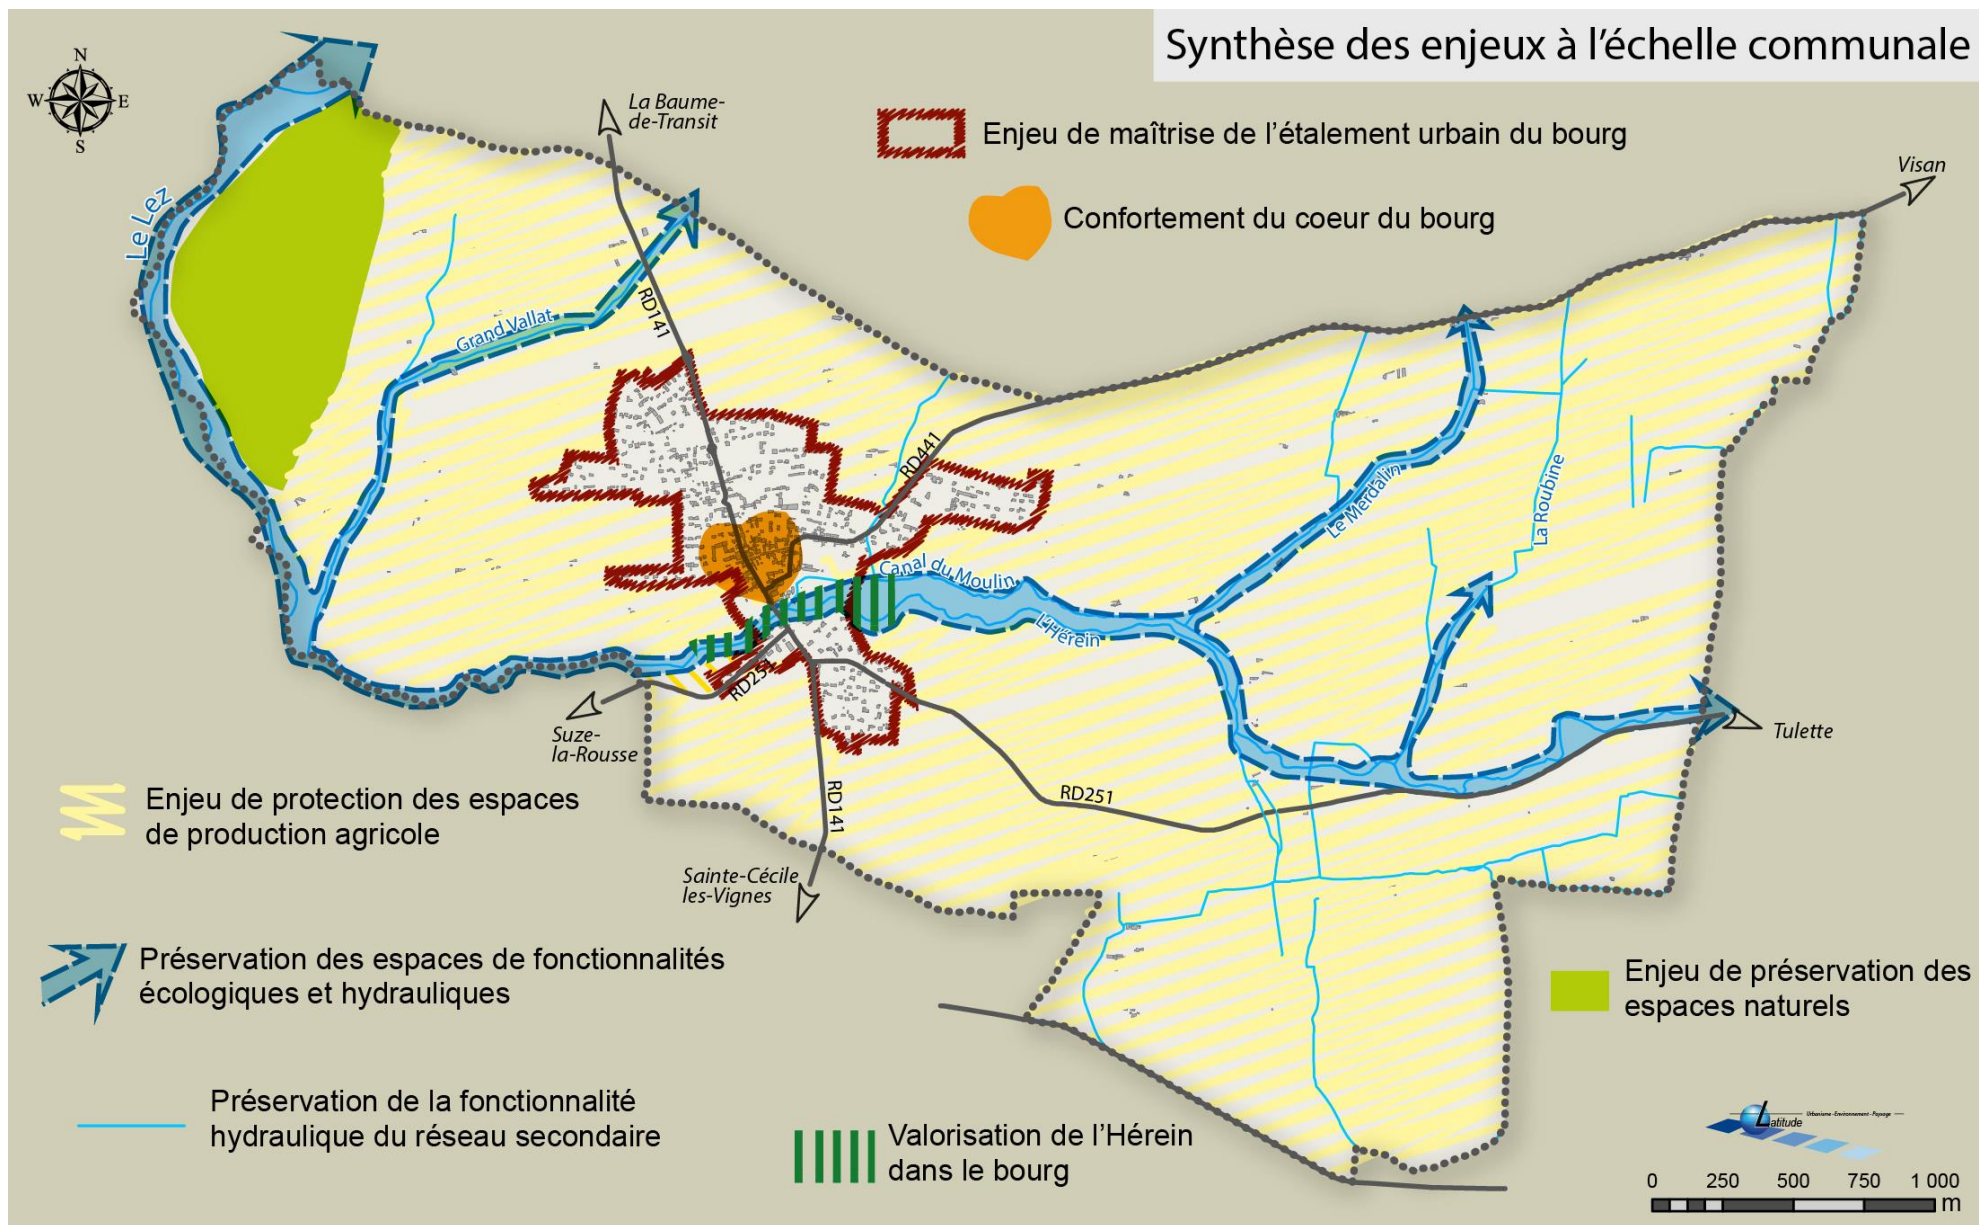 Synthèse des enjeux à l'échelle communale
N
W
E
S
La Baume-
de-Transit
Enjeu de maîtrise de l'étalement urbain du bourg
Visan
Confortement du coeur du bourg
Le Lez
Grand Vallat
RD141
RD441
Le Merdalin
La Roubine
Canal du Moulin
L'Hérein
RD251
Suze-
la-Rousse
Tulette
Enjeu de protection des espaces
de production agricole
RD141
RD251
Sainte-Cécile
les-Vignes
Préservation des espaces de fonctionnalités
écologiques et hydrauliques
Enjeu de préservation des
espaces naturels
Préservation de la fonctionnalité
hydraulique du réseau secondaire
Valorisation de l'Hérein
dans le bourg
Latitude
Urbanisme - Environnement - Paysage
0 250 500 750 1 000
m